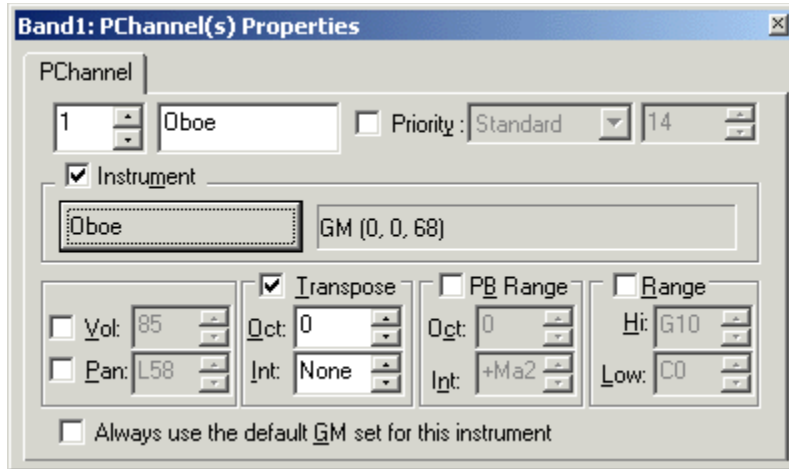 Band1: PChannel(s) Properties
PChannel
1 Oboe Priority : Standard 14
Instrument
Oboe GM (0, 0, 68)
Transpose PB Range Range
Vol: 85 Oct: 0 Oct: 0 Hi: G10
Pan: L58 Int: None Int: +Ma2 Low: C0
Always use the default GM set for this instrument